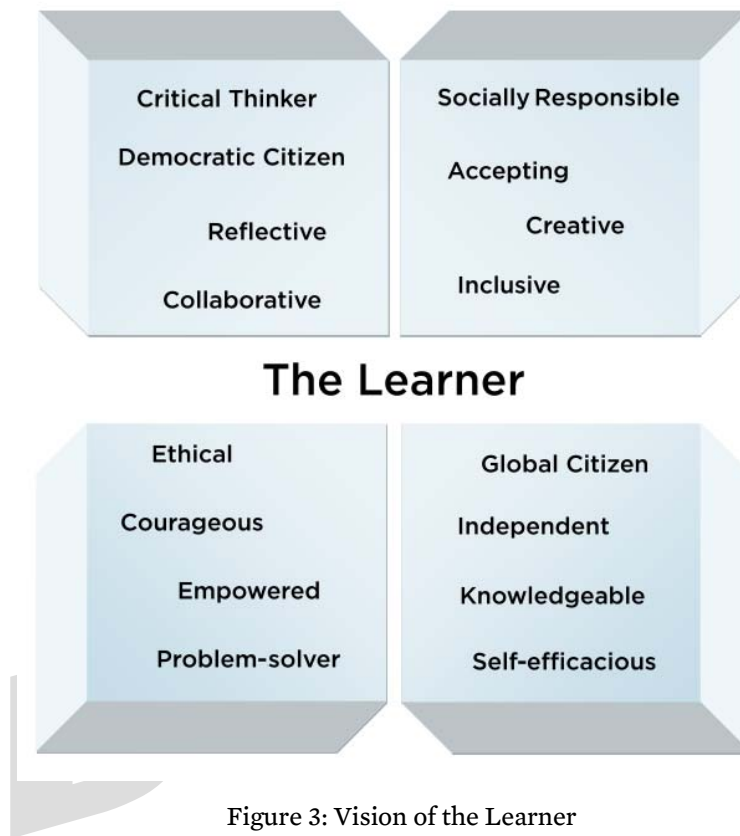 Critical Thinker
Democratic Citizen
Reflective
Collaborative
Socially Responsible
Accepting
Creative
Inclusive
The Learner
Ethical
Courageous
Empowered
Problem-solver
Global Citizen
Independent
Knowledgeable
Self-efficacious
Figure 3: Vision of the Learner